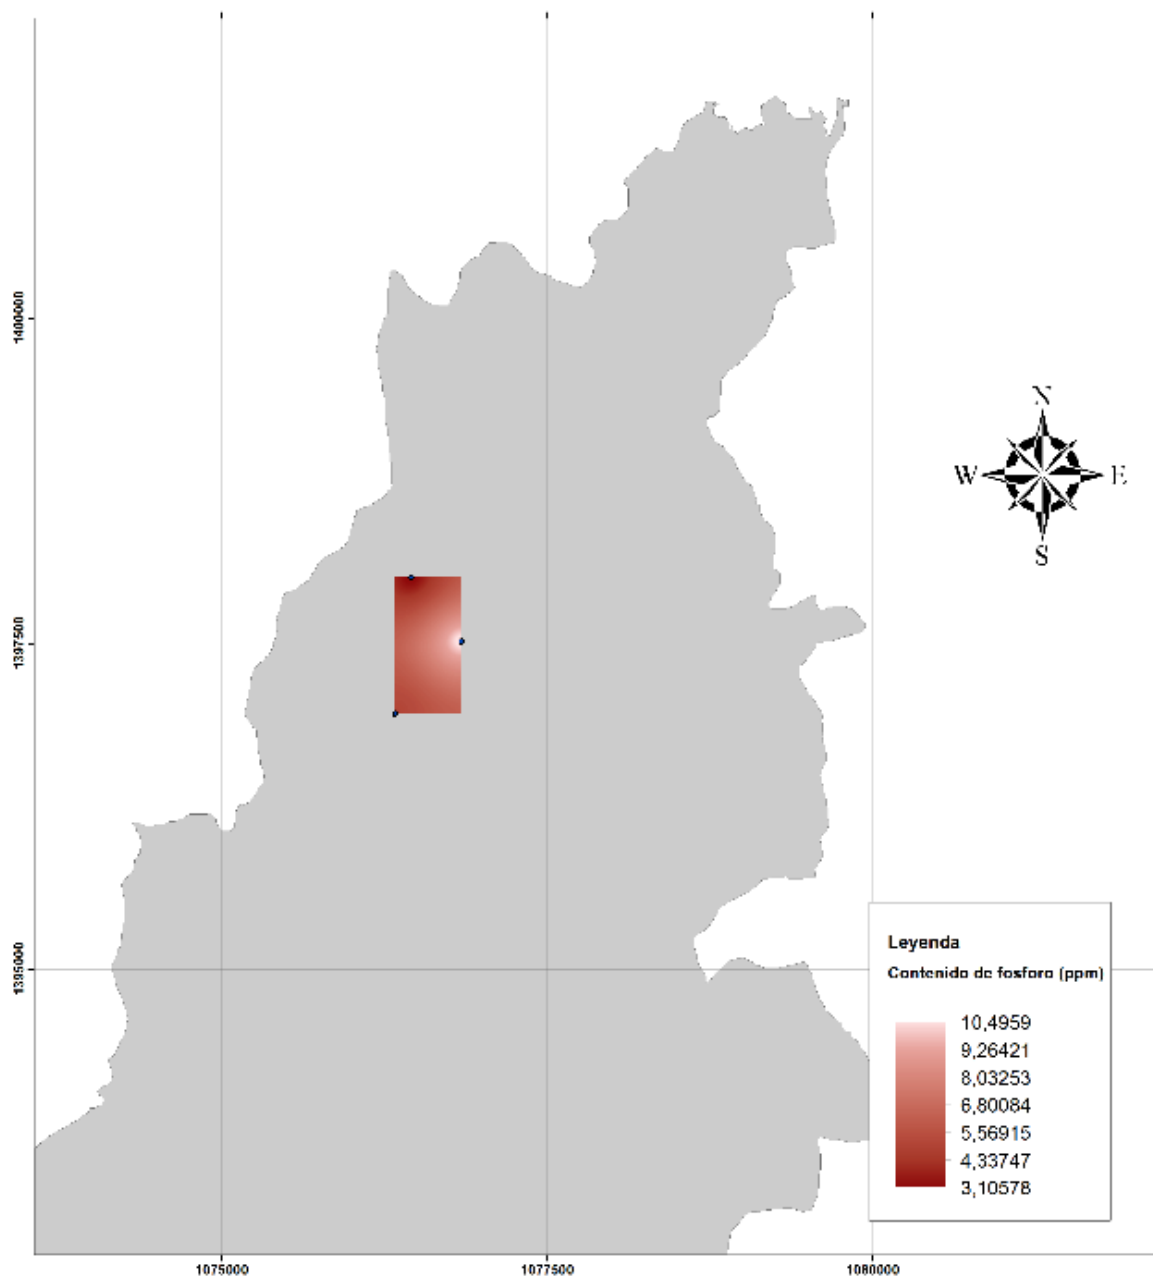 1400000
1397500
1395000
N
W E
S
Leyenda
Contenido de fosforo (ppm)
10,4959
9,26421
8,03253
6,80084
5,56915
4,33747
3,10578
1075000 1077500 1080000